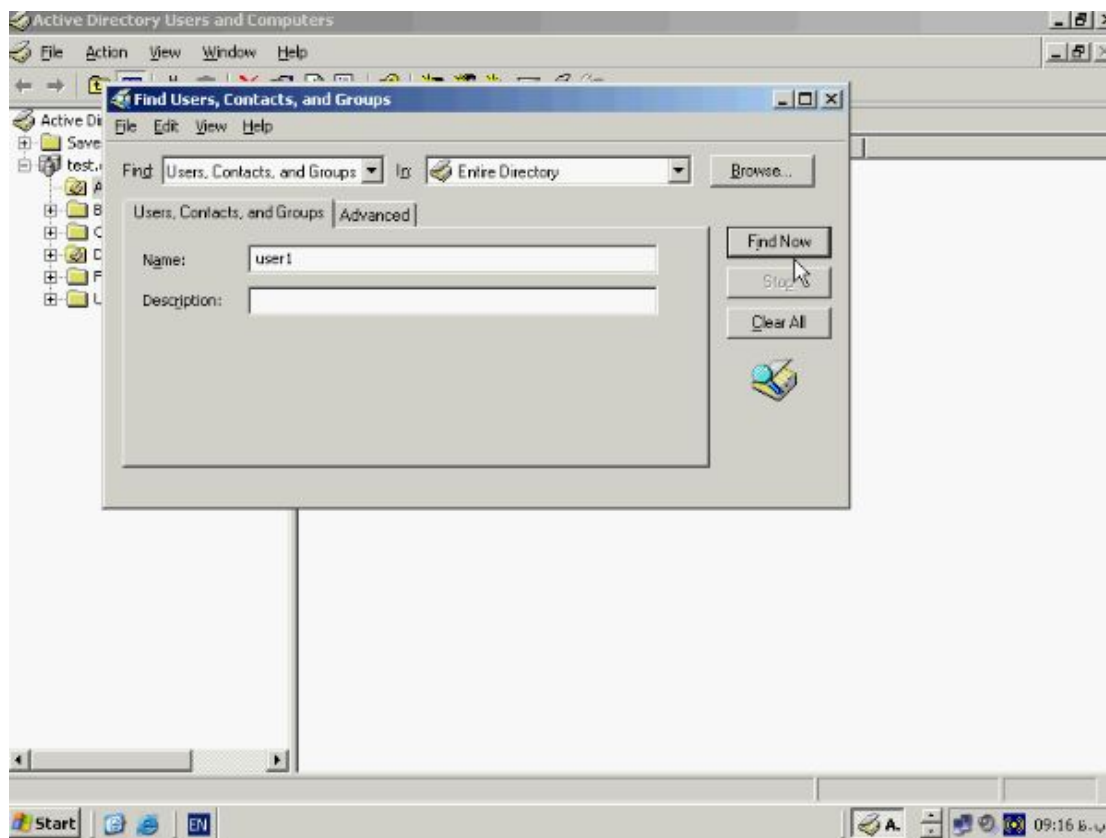 Active Directory Users and Computers
File Action View Window Help
Find Users, Contacts, and Groups
File Edit View Help
Active Di
Save
test.
Find Users, Contacts, and Groups In Entire Directory Browse...
Users, Contacts, and Groups Advanced
Name: user1
Description:
Find Now
Stop
Clear All
A
B
C
D
F
L
Start EN A. 09:16 ب.ظ